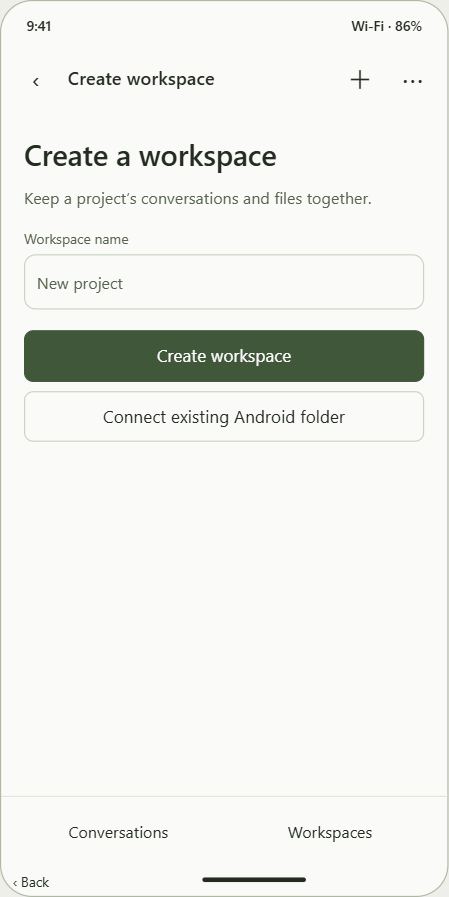 9:41
Wi-Fi · 86%
‹ Create workspace + ...
Create a workspace
Keep a project's conversations and files together.
Workspace name
New project
Create workspace
Connect existing Android folder
Conversations
Workspaces
‹ Back